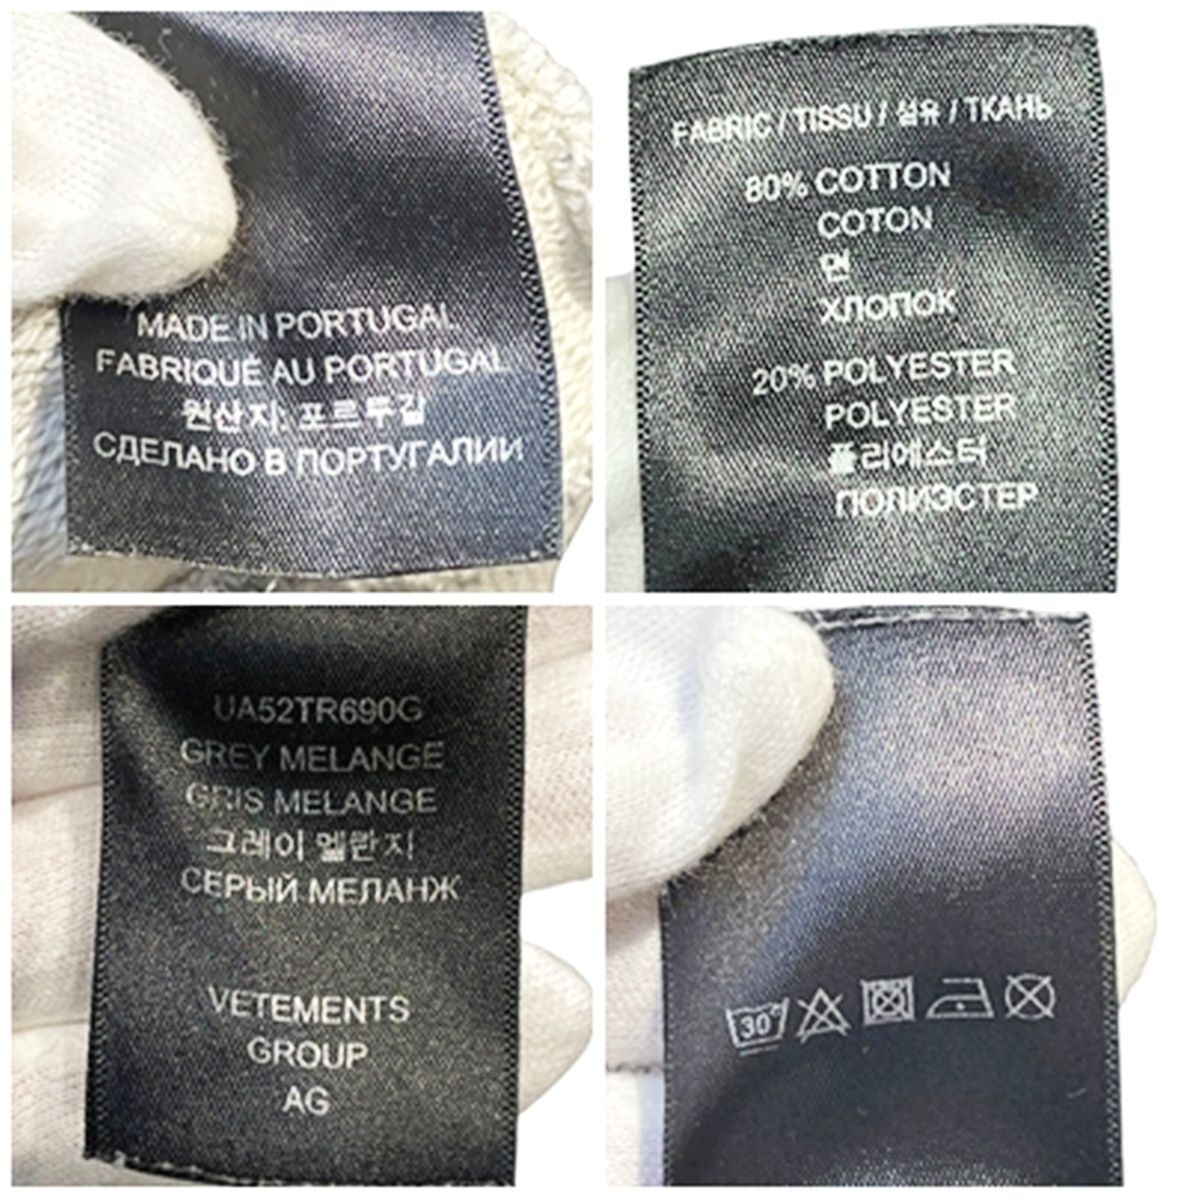 MADE IN PORTUGAL
FABRIQUÉ AU PORTUGAL
원산지: 포르투갈
СДЕЛАНО В ПОРТУГАЛИИ
FABRIC / TISSU / 섬유 / ТКАНЬ
80% COTTON
COTON
면
ХЛОПОК
20% POLYESTER
POLYESTER
폴리에스터
ПОЛИЭСТЕР
UA52TR690G
GREY MELANGE
GRIS MELANGE
그레이 멜란지
СЕРЫЙ МЕЛАНЖ
VETEMENTS
GROUP
AG
30°